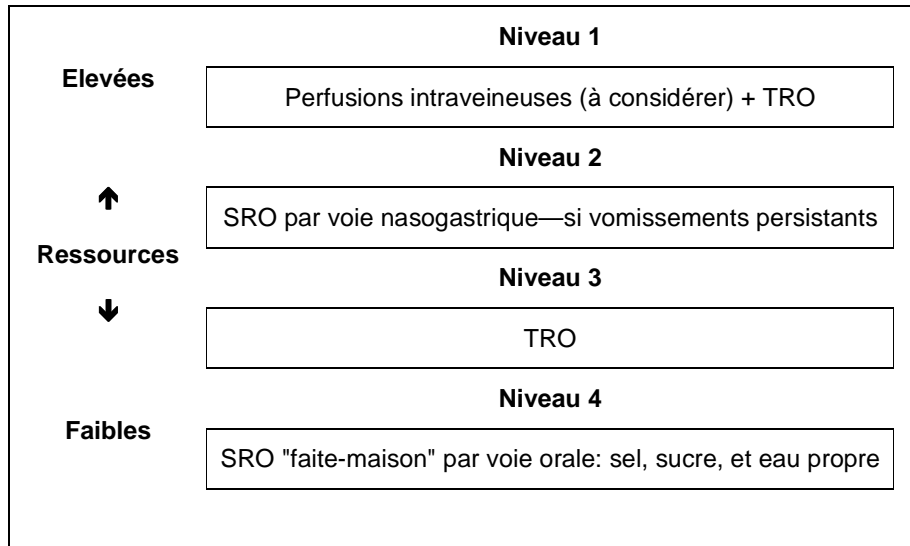 Niveau 1
Elevées
Perfusions intraveineuses (à considérer) + TRO
Niveau 2
↑
SRO par voie nasogastrique—si vomissements persistants
Ressources
Niveau 3
↓
TRO
Niveau 4
Faibles
SRO "faite-maison" par voie orale: sel, sucre, et eau propre